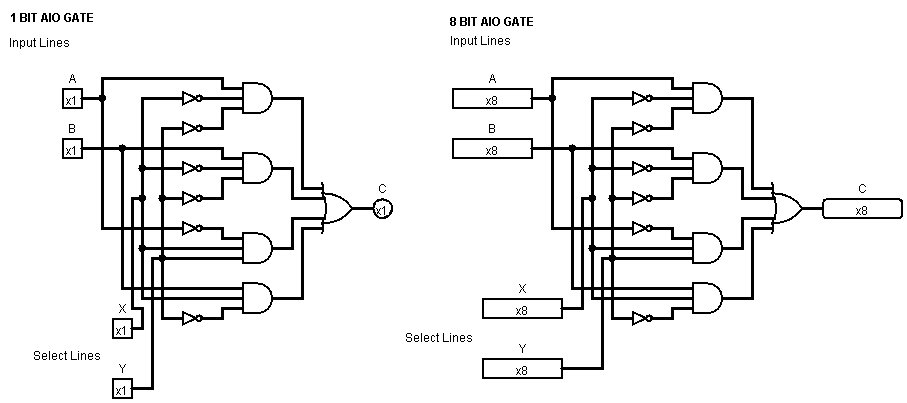 1 BIT AIO GATE
Input Lines
A
x1
B
x1
C
x1
X
x1
Select Lines
Y
x1
8 BIT AIO GATE
Input Lines
A
x8
B
x8
C
x8
X
x8
Select Lines
Y
x8